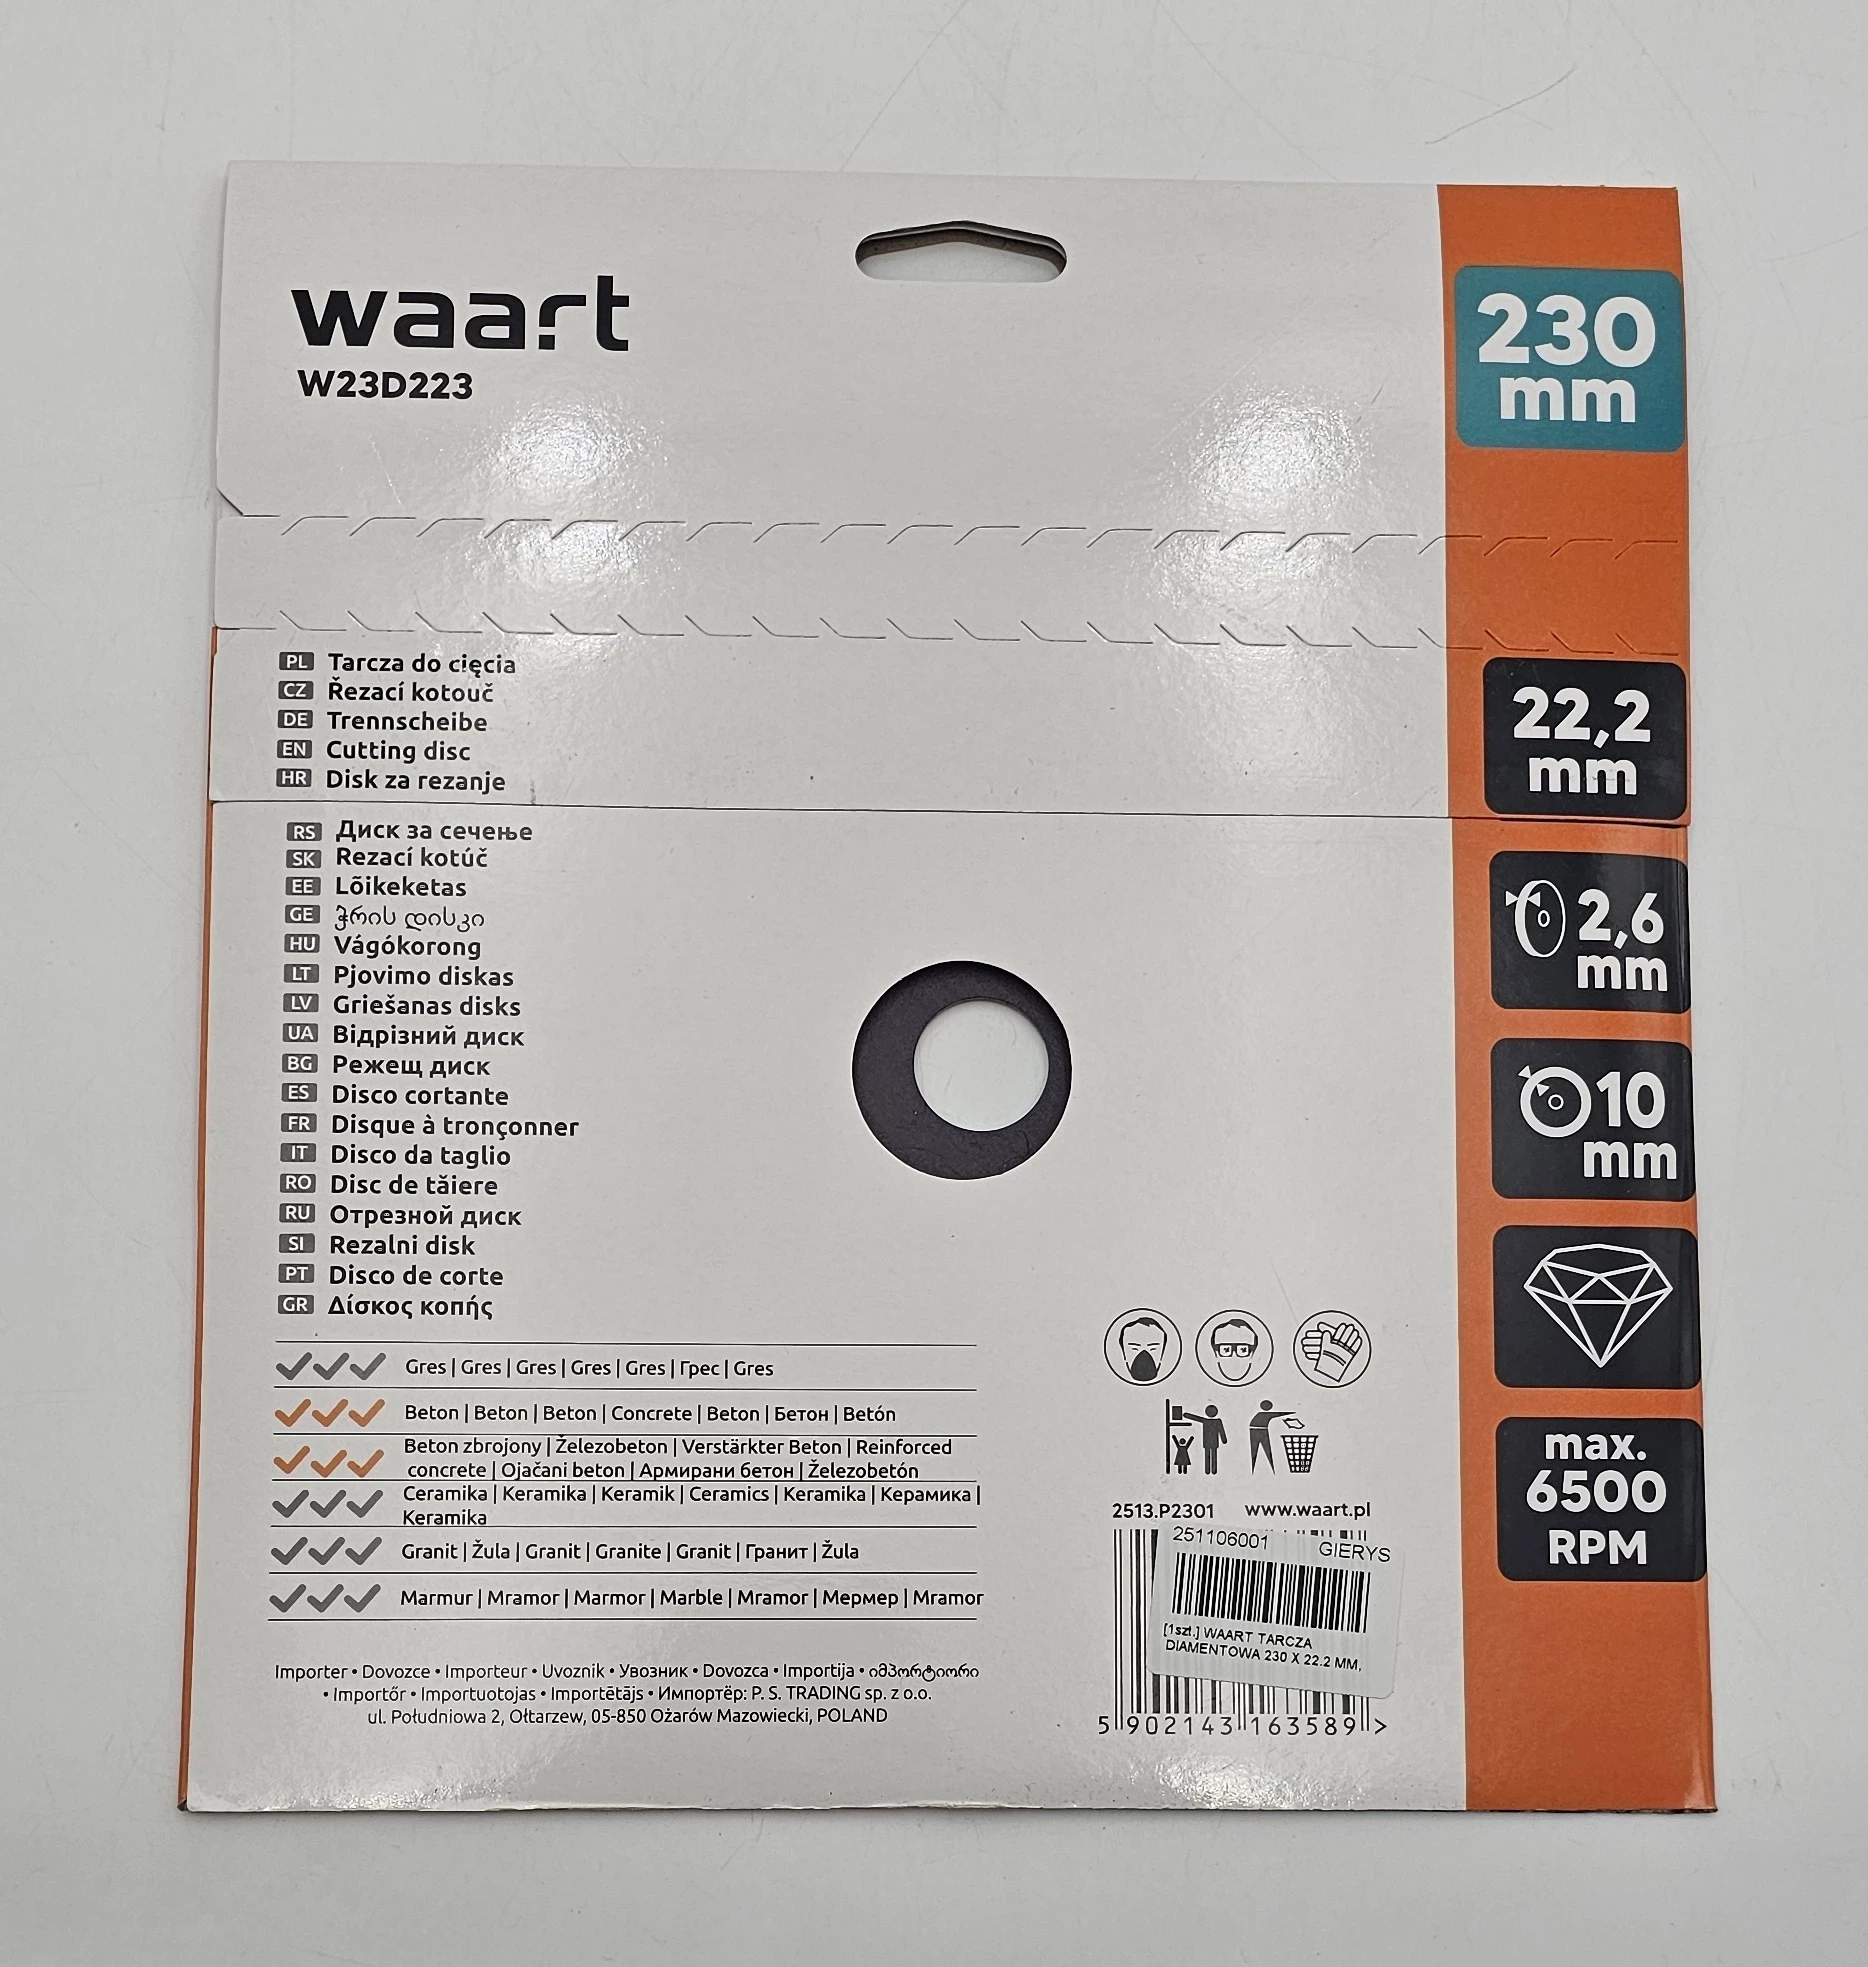 waart
W23D223
230
mm
PL Tarcza do cięcia
CZ Řezací kotouč
DE Trennscheibe
EN Cutting disc
HR Disk za rezanje
22,2
mm
RS Диск за сечење
SK Rezací kotúč
EE Lõikeketas
GE ჭრის დისკი
HU Vágókorong
LT Pjovimo diskas
LV Griešanas disks
UA Відрізний диск
BG Режещ диск
ES Disco cortante
FR Disque à tronçonner
IT Disco da taglio
RO Disc de tăiere
RU Отрезной диск
SI Rezalni disk
PT Disco de corte
GR Δίσκος κοπής
2,6
mm
10
mm
max.
6500
RPM
Gres | Gres | Gres | Gres | Gres | Грес | Gres
Beton | Beton | Beton | Concrete | Beton | Бетон | Betón
Beton zbrojony | Železobeton | Verstärkter Beton | Reinforced
concrete | Ojačani beton | Армирани бетон | Železobetón
Ceramika | Keramika | Keramik | Ceramics | Keramika | Керамика |
Keramika
Granit | Žula | Granit | Granite | Granit | Гранит | Žula
Marmur | Mramor | Marmor | Marble | Mramor | Мермер | Mramor
Importer • Dovozce • Importeur • Uvoznik • Увозник • Dovozca • Importija • იმპორტიორი
• Importőr • Importuotojas • Importētājs • Импортёр: P. S. TRADING sp. z o.o.
ul. Południowa 2, Ołtarzew, 05-850 Ożarów Mazowiecki, POLAND
2513.P2301 www.waart.pl
251106001 GIERYS
[1szt.] WAART TARCZA
DIAMENTOWA 230 X 22.2 MM,
5 902143 163589 >